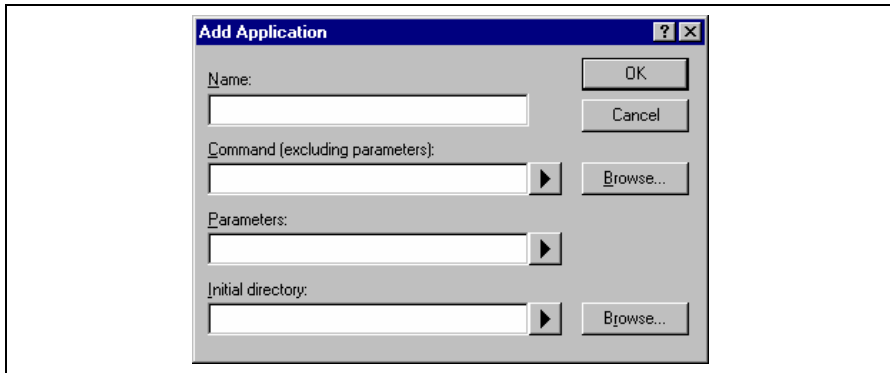 Add Application
Name:
OK
Cancel
Command (excluding parameters):
Browse...
Parameters:
Initial directory:
Browse...